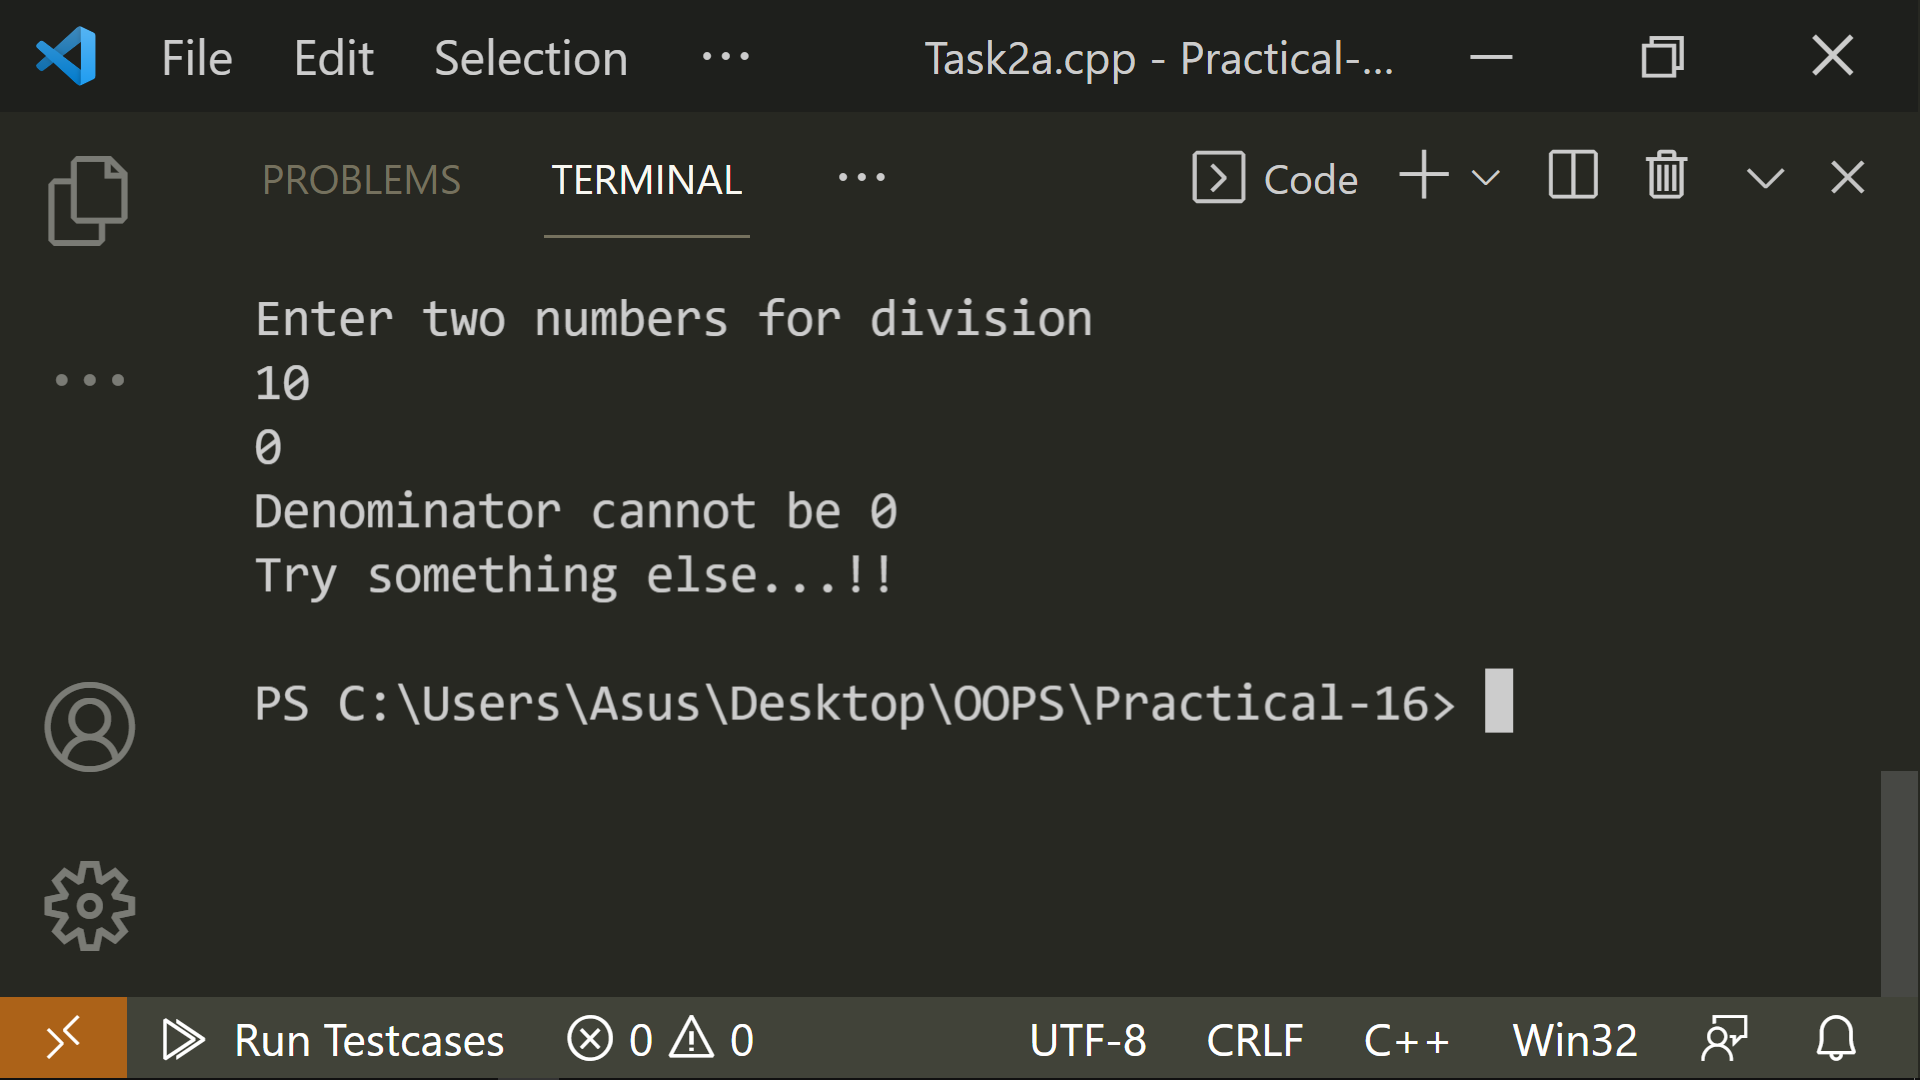 File Edit Selection ... Task2a.cpp - Practical-...
PROBLEMS TERMINAL ... Code
Enter two numbers for division
10
0
Denominator cannot be 0
Try something else...!!
PS C:\Users\Asus\Desktop\OOPS\Practical-16>
Run Testcases 0 0 UTF-8 CRLF C++ Win32